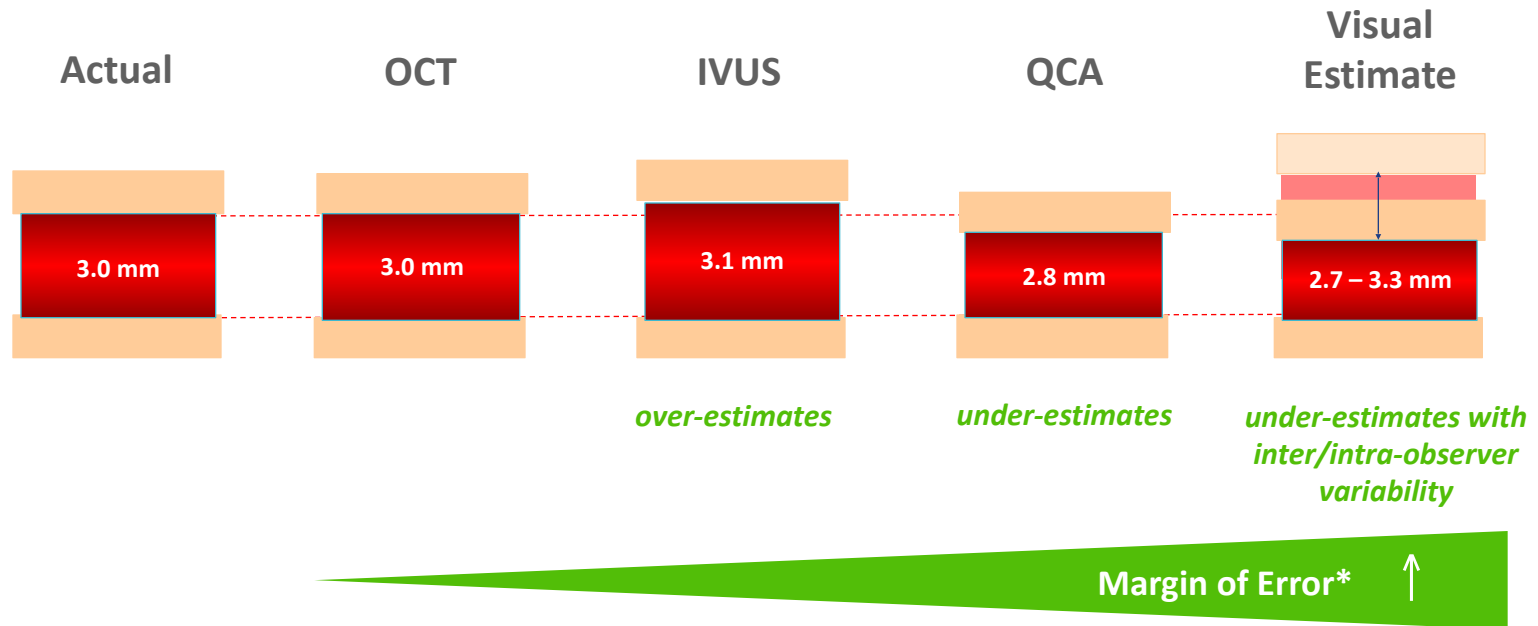 Actual
OCT
IVUS
QCA
Visual
Estimate
3.0 mm
3.0 mm
3.1 mm
2.8 mm
2.7 – 3.3 mm
over-estimates
under-estimates
under-estimates with
inter/intra-observer
variability
Margin of Error*